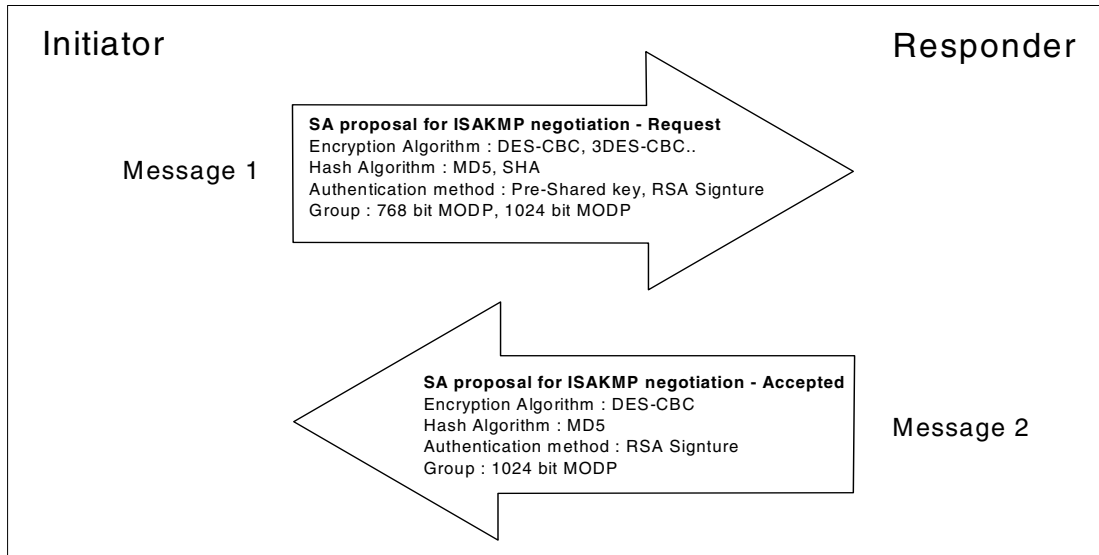 Initiator
Responder
Message 1
SA proposal for ISAKMP negotiation - Request
Encryption Algorithm : DES-CBC, 3DES-CBC..
Hash Algorithm : MD5, SHA
Authentication method : Pre-Shared key, RSA Signture
Group : 768 bit MODP, 1024 bit MODP
SA proposal for ISAKMP negotiation - Accepted
Encryption Algorithm : DES-CBC
Hash Algorithm : MD5
Authentication method : RSA Signture
Group : 1024 bit MODP
Message 2